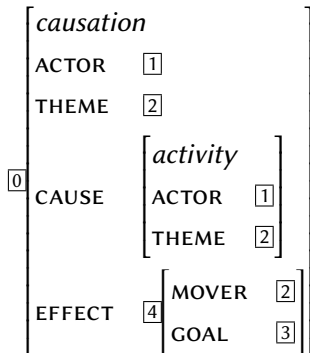 causation
ACTOR 1
THEME 2
activity
0 CAUSE ACTOR 1
THEME 2
MOVER 2
EFFECT 4
GOAL 3